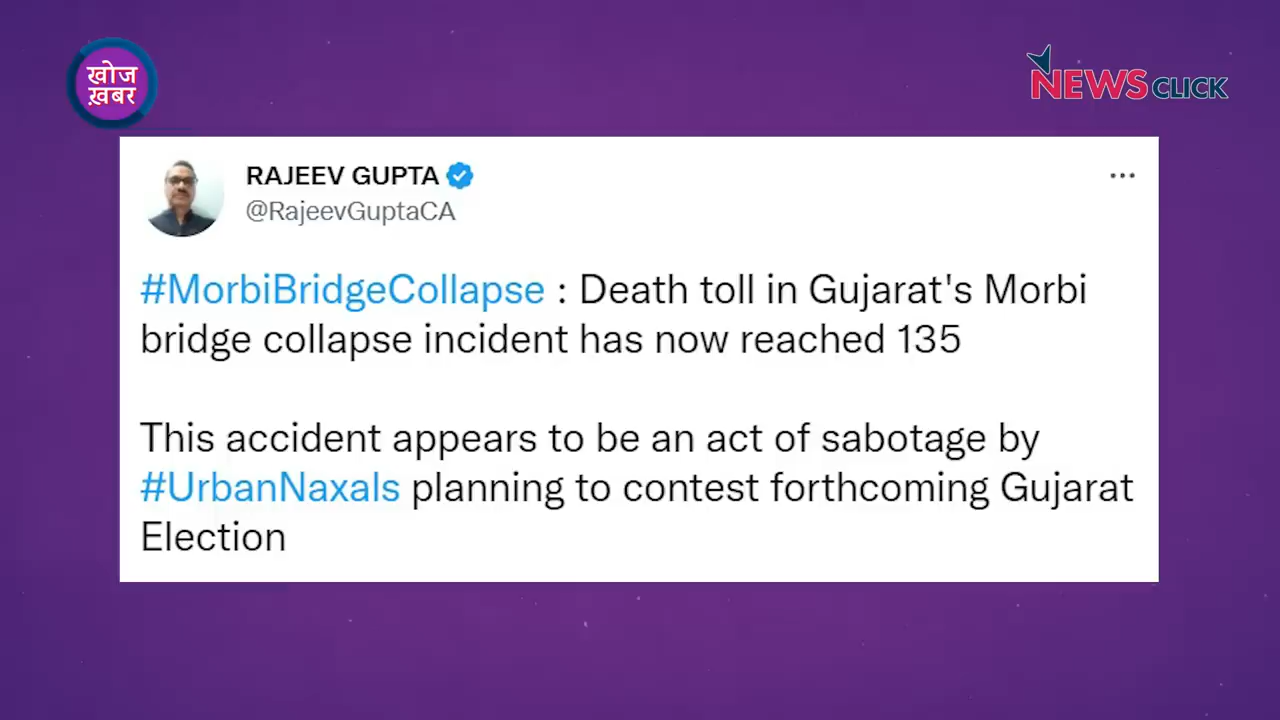 खोज
ख़बर
NEWSCLICK
RAJEEV GUPTA
@RajeevGuptaCA
#MorbiBridgeCollapse : Death toll in Gujarat's Morbi
bridge collapse incident has now reached 135
This accident appears to be an act of sabotage by
#UrbanNaxals planning to contest forthcoming Gujarat
Election